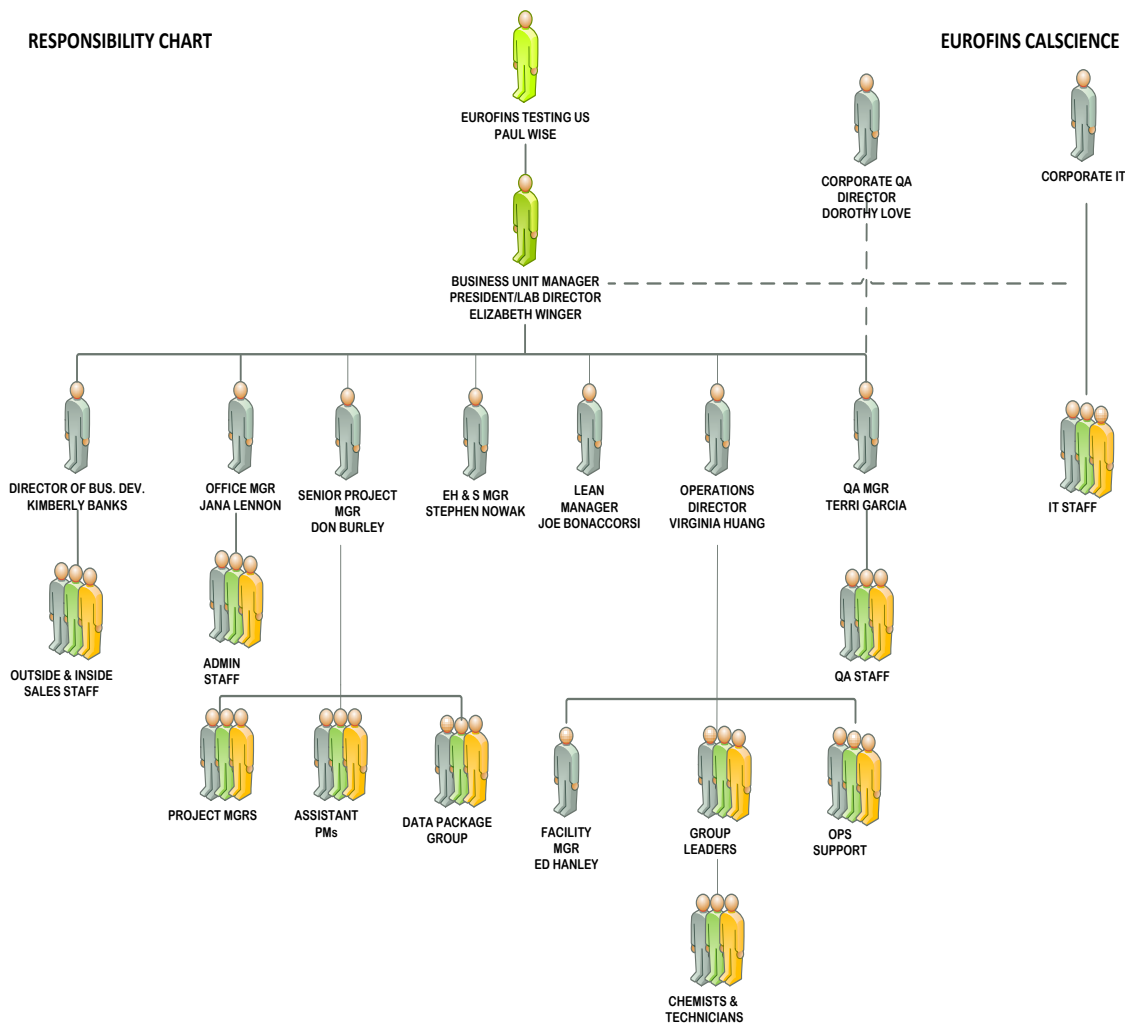 RESPONSIBILITY CHART
EUROFINS CALSCIENCE
EUROFINS TESTING US
PAUL WISE
CORPORATE QA
DIRECTOR
DOROTHY LOVE
CORPORATE IT
BUSINESS UNIT MANAGER
PRESIDENT/LAB DIRECTOR
ELIZABETH WINGER
DIRECTOR OF BUS. DEV.
KIMBERLY BANKS
OFFICE MGR
JANA LENNON
SENIOR PROJECT
MGR
DON BURLEY
EH & S MGR
STEPHEN NOWAK
LEAN
MANAGER
JOE BONACCORSI
OPERATIONS
DIRECTOR
VIRGINIA HUANG
QA MGR
TERRI GARCIA
IT STAFF
OUTSIDE & INSIDE
SALES STAFF
ADMIN
STAFF
QA STAFF
PROJECT MGRS
ASSISTANT
PMs
DATA PACKAGE
GROUP
FACILITY
MGR
ED HANLEY
GROUP
LEADERS
OPS
SUPPORT
CHEMISTS &
TECHNICIANS